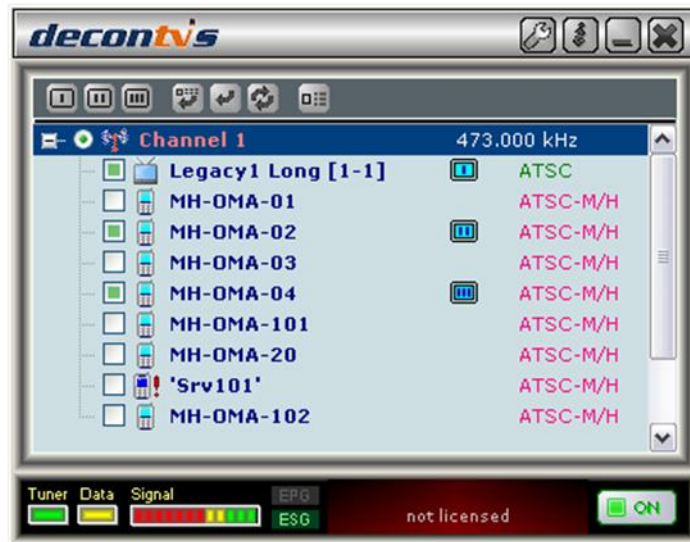 decontvis
Channel 1 473.000 kHz
Legacy1 Long [1-1] ATSC
MH-OMA-01 ATSC-M/H
MH-OMA-02 ATSC-M/H
MH-OMA-03 ATSC-M/H
MH-OMA-04 ATSC-M/H
MH-OMA-101 ATSC-M/H
MH-OMA-20 ATSC-M/H
'Srv101' ATSC-M/H
MH-OMA-102 ATSC-M/H
Tuner Data Signal EPG
ESG not licensed ON